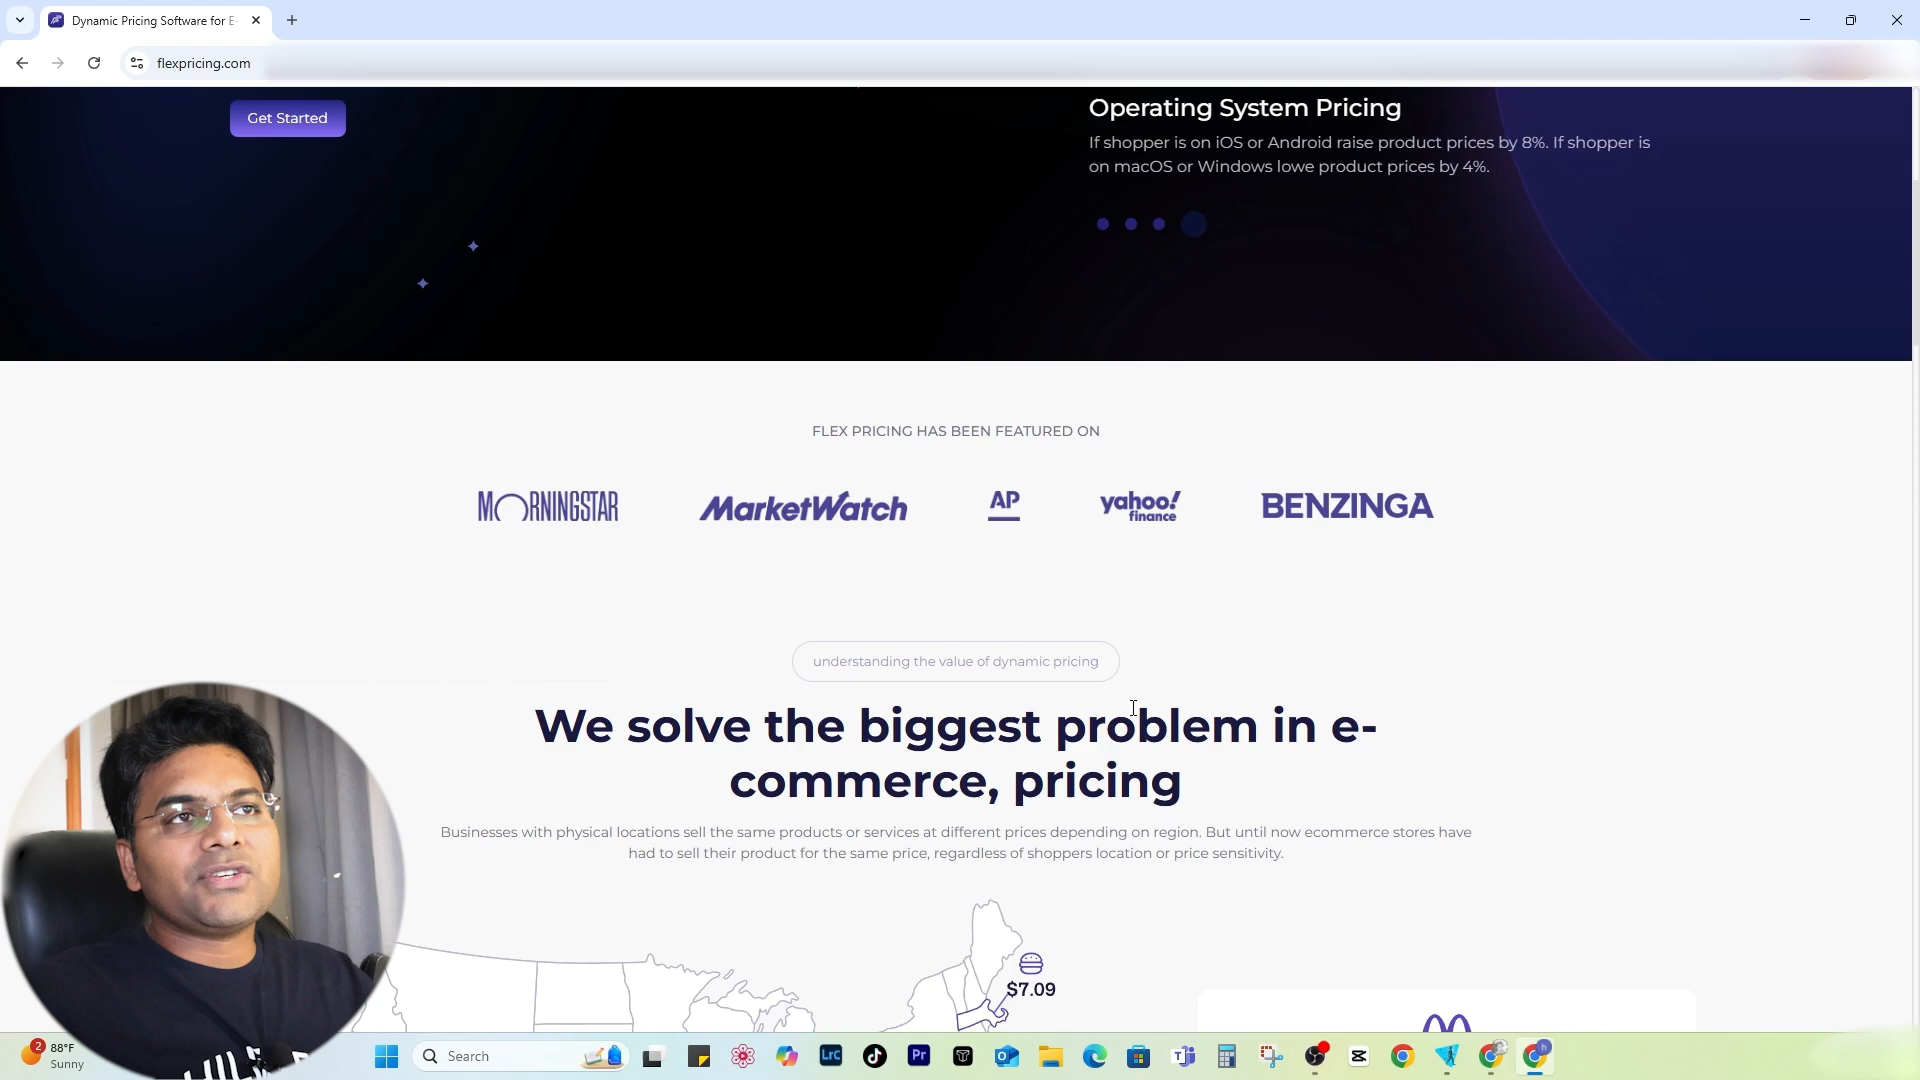 Dynamic Pricing Software for E-
flexpricing.com
Get Started
Operating System Pricing
If shopper is on iOS or Android raise product prices by 8%. If shopper is
on macOS or Windows lowe product prices by 4%.
FLEX PRICING HAS BEEN FEATURED ON
MORNINGSTAR
MarketWatch
AP
yahoo!
finance
BENZINGA
understanding the value of dynamic pricing
We solve the biggest problem in e-
commerce, pricing
Businesses with physical locations sell the same products or services at different prices depending on region. But until now ecommerce stores have
had to sell their product for the same price, regardless of shoppers location or price sensitivity.
$7.09
2
88°F
Sunny
Search
LrC
Pr
h